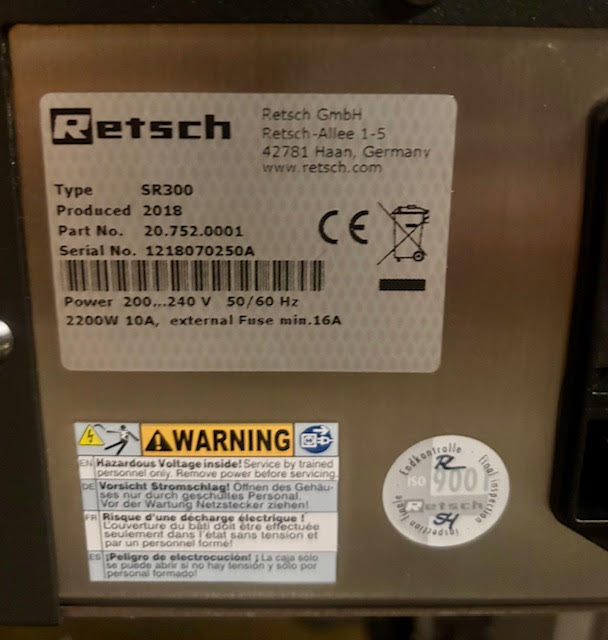 Retsch
Retsch GmbH
Retsch-Allee 1-5
42781 Haan, Germany
www.retsch.com
Type SR300
Produced 2018
Part No. 20.752.0001
Serial No. 1218070250A
CE
Power 200...240 V 50/60 Hz
2200W 10A, external Fuse min.16A
WARNING
EN Hazardous Voltage inside! Service by trained
personnel only. Remove power before servicing.
DE Vorsicht Stromschlag! Öffnen des Gehäu-
ses nur durch geschultes Personal.
Vor der Wartung Netzstecker ziehen!
FR Risque d'une décharge électrique !
L'ouverture du bâti doit être effectuée
seulement dans l'état sans tension et
par un personnel formé!
ES ¡Peligro de electrocución! ¡ La caja sólo
se puede abrir si no hay tensión y sólo por
personal formado!
Endkontrolle
final inspection
ISO 9001
Retsch
inspection finale